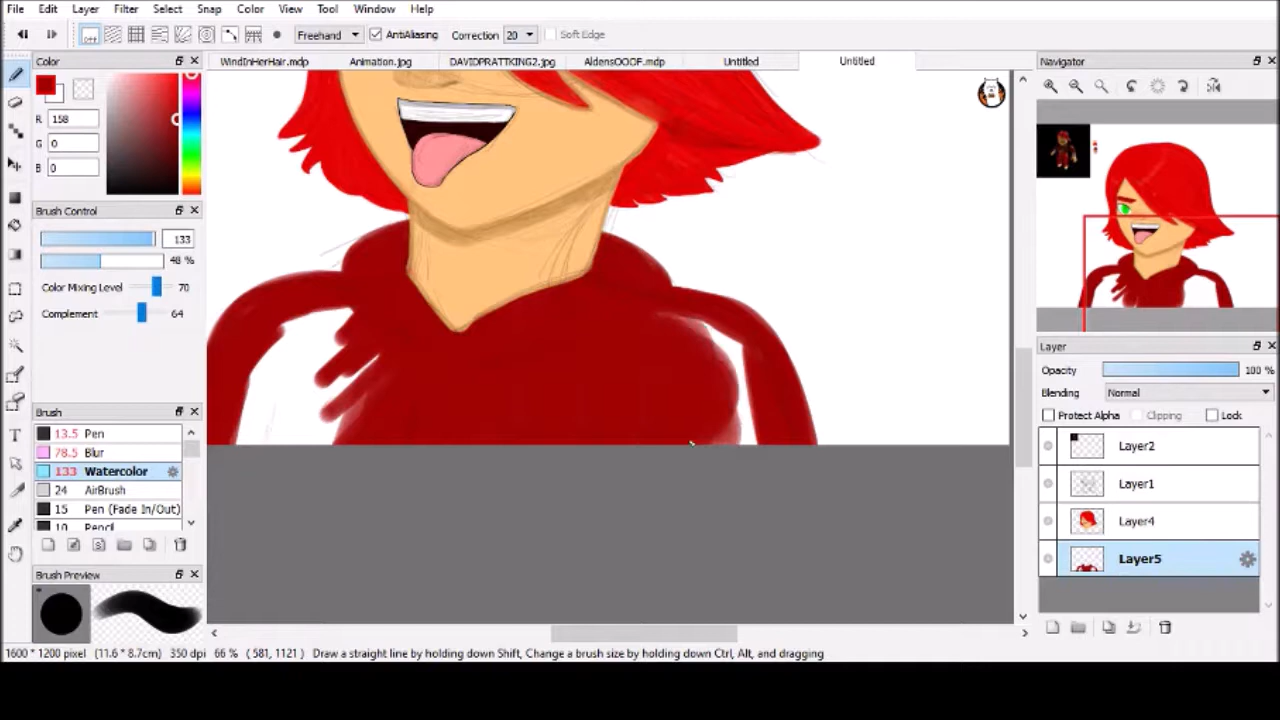 File Edit Layer Filter Select Snap Color View Tool Window Help
off Freehand AntiAliasing Correction 20 Soft Edge
Color WindInHerHair.mdp Animation.jpg DAVIDPRATTKING2.jpg AldensOOOF.mdp Untitled Untitled Navigator
R 158
G 0
B 0
Brush Control
133
48 %
Color Mixing Level 70
Complement 64
Layer
Opacity 100 %
Blending Normal
Protect Alpha Clipping Lock
Brush
13.5 Pen
78.5 Blur
133 Watercolor
24 AirBrush
15 Pen (Fade In/Out)
10 Pencil
Layer2
Layer1
Layer4
Layer5
Brush Preview
1600 * 1200 pixel (11.6 * 8.7cm) 350 dpi 66 % ( 581, 1121 ) Draw a straight line by holding down Shift, Change a brush size by holding down Ctrl, Alt, and dragging